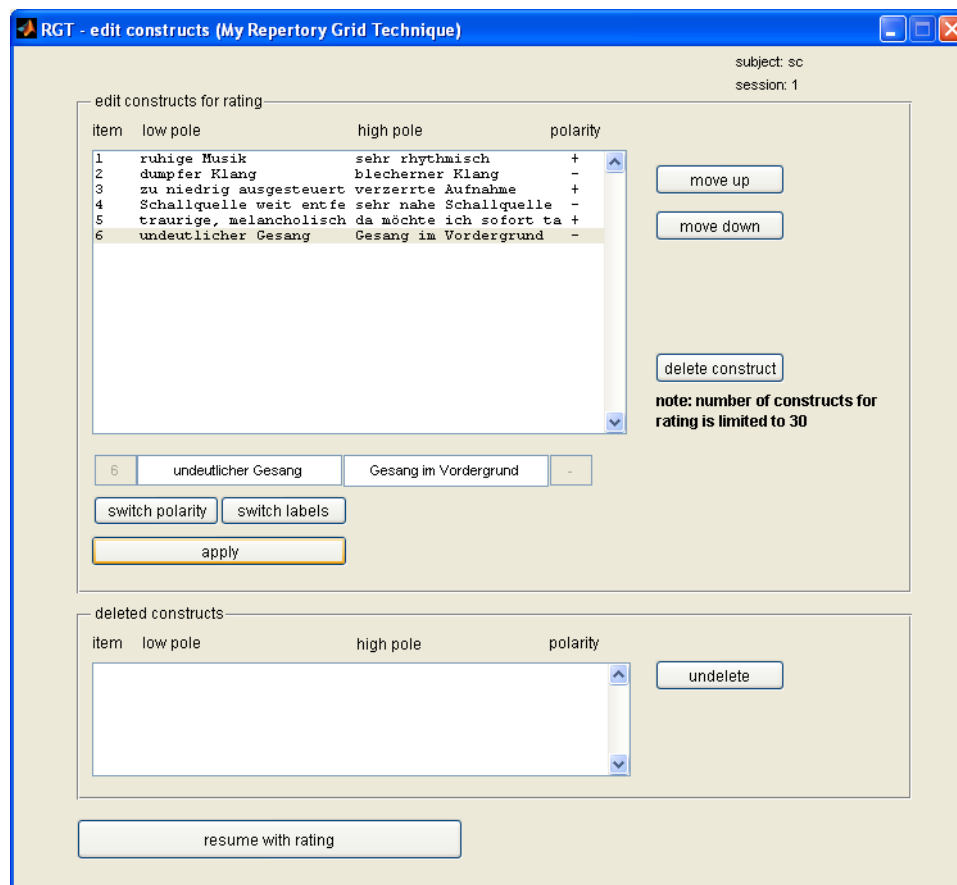 RGT - edit constructs (My Repertory Grid Technique)
subject: sc
session: 1
edit constructs for rating
item low pole high pole polarity
1 ruhige Musik sehr rhythmisch +
2 dumpfer Klang blecherner Klang -
3 zu niedrig ausgesteuert verzerrte Aufnahme +
4 Schallquelle weit entfe sehr nahe Schallquelle -
5 traurige, melancholisch da möchte ich sofort ta +
6 undeutlicher Gesang Gesang im Vordergrund -
move up
move down
delete construct
note: number of constructs for
rating is limited to 30
6 undeutlicher Gesang Gesang im Vordergrund -
switch polarity switch labels
apply
deleted constructs
item low pole high pole polarity
undelete
resume with rating